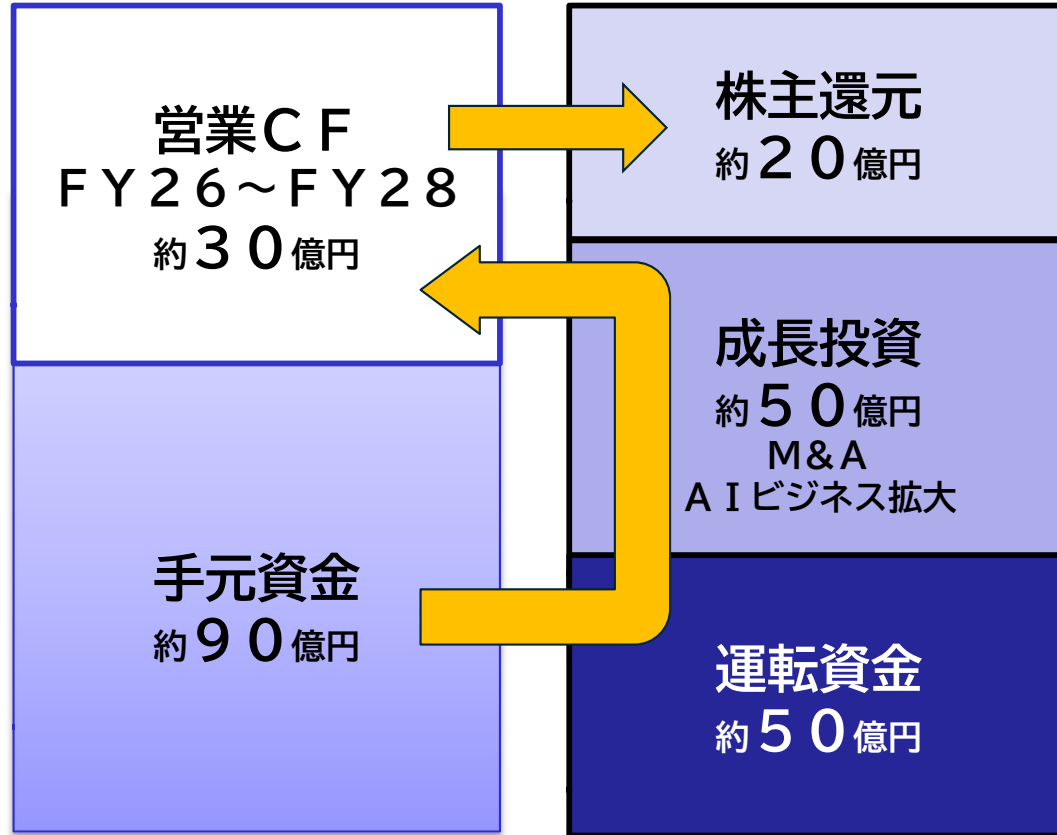 営業ＣＦ
ＦＹ２６～ＦＹ２８
約３０億円
手元資金
約９０億円
株主還元
約２０億円
成長投資
約５０億円
Ｍ＆Ａ
ＡＩビジネス拡大
運転資金
約５０億円